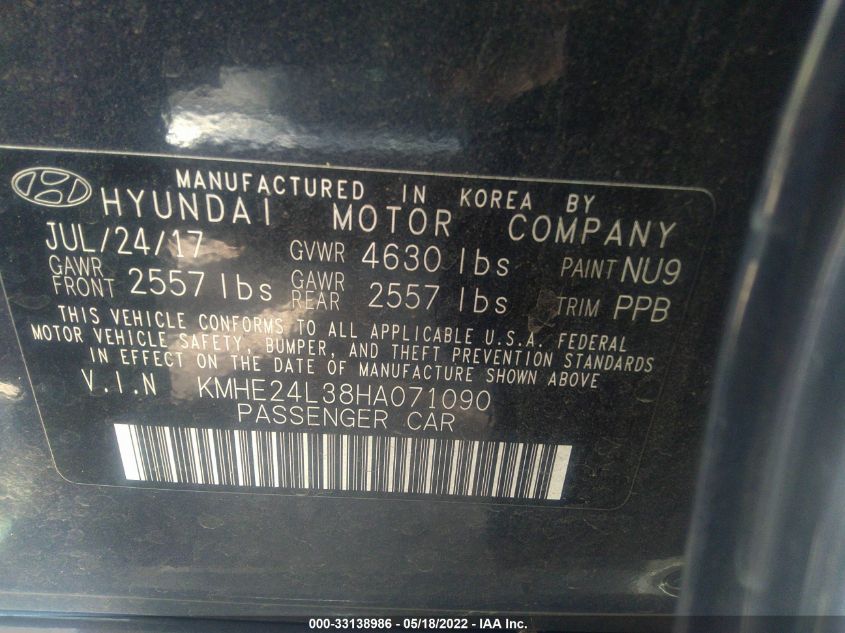 MANUFACTURED IN KOREA BY
HYUNDAI MOTOR COMPANY
JUL/24/17 GVWR 4630 lbs PAINT NU9
GAWR FRONT 2557 lbs GAWR REAR 2557 lbs TRIM PPB
THIS VEHICLE CONFORMS TO ALL APPLICABLE U.S.A. FEDERAL
MOTOR VEHICLE SAFETY, BUMPER, AND THEFT PREVENTION STANDARDS
IN EFFECT ON THE DATE OF MANUFACTURE SHOWN ABOVE
V.I.N KMHE24L38HA071090
PASSENGER CAR
000-33138986 - 05/18/2022 - IAA Inc.